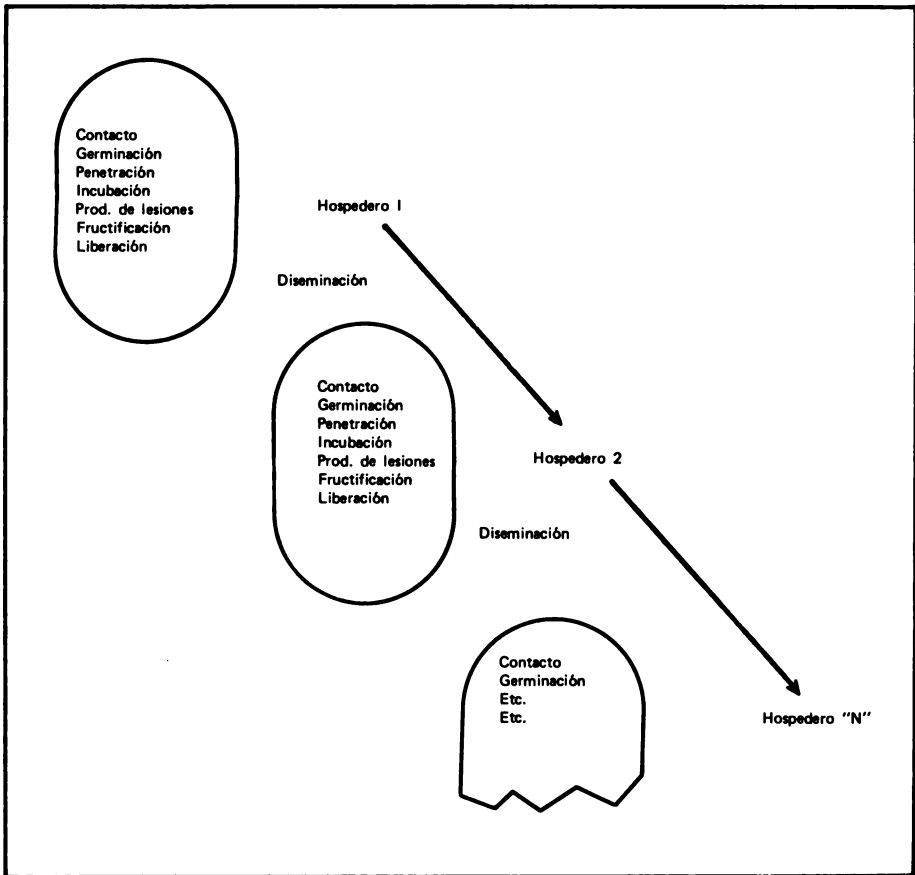 Contacto
Germinación
Penetración
Incubación
Prod. de lesiones
Fructificación
Liberación
Hospedero I
Diseminación
Contacto
Germinación
Penetración
Incubación
Prod. de lesiones
Fructificación
Liberación
Hospedero 2
Diseminación
Contacto
Germinación
Etc.
Etc.
Hospedero "N"